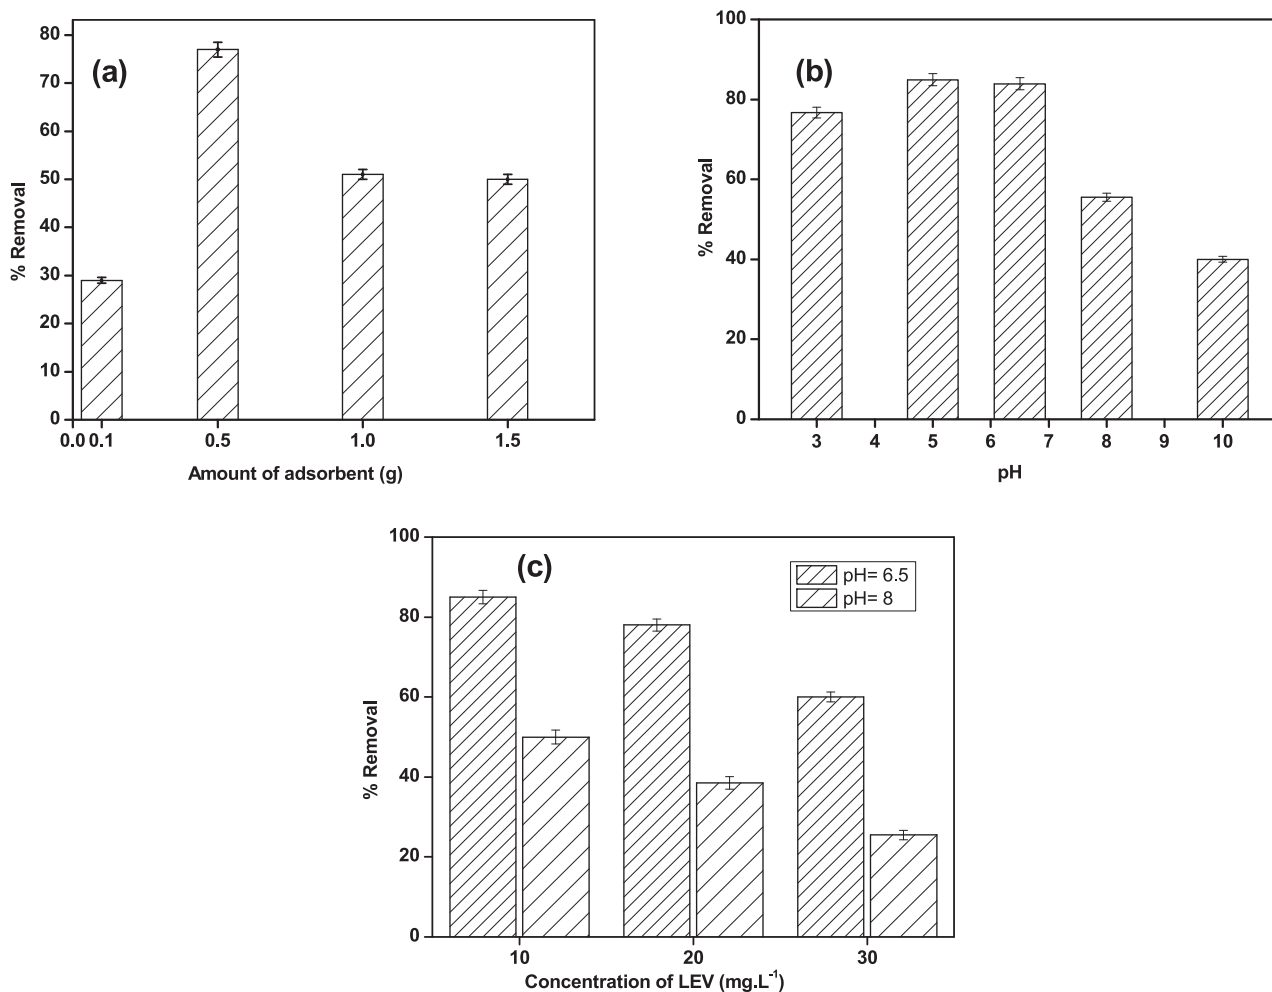 (a)
% Removal
80
70
60
50
40
30
20
10
0
0.0 0.1 0.5 1.0 1.5
Amount of adsorbent (g)
(b)
% Removal
100
80
60
40
20
0
3 4 5 6 7 8 9 10
pH
(c)
% Removal
100
80
60
40
20
0
pH= 6.5
pH= 8
10 20 30
Concentration of LEV (mg.L⁻¹)